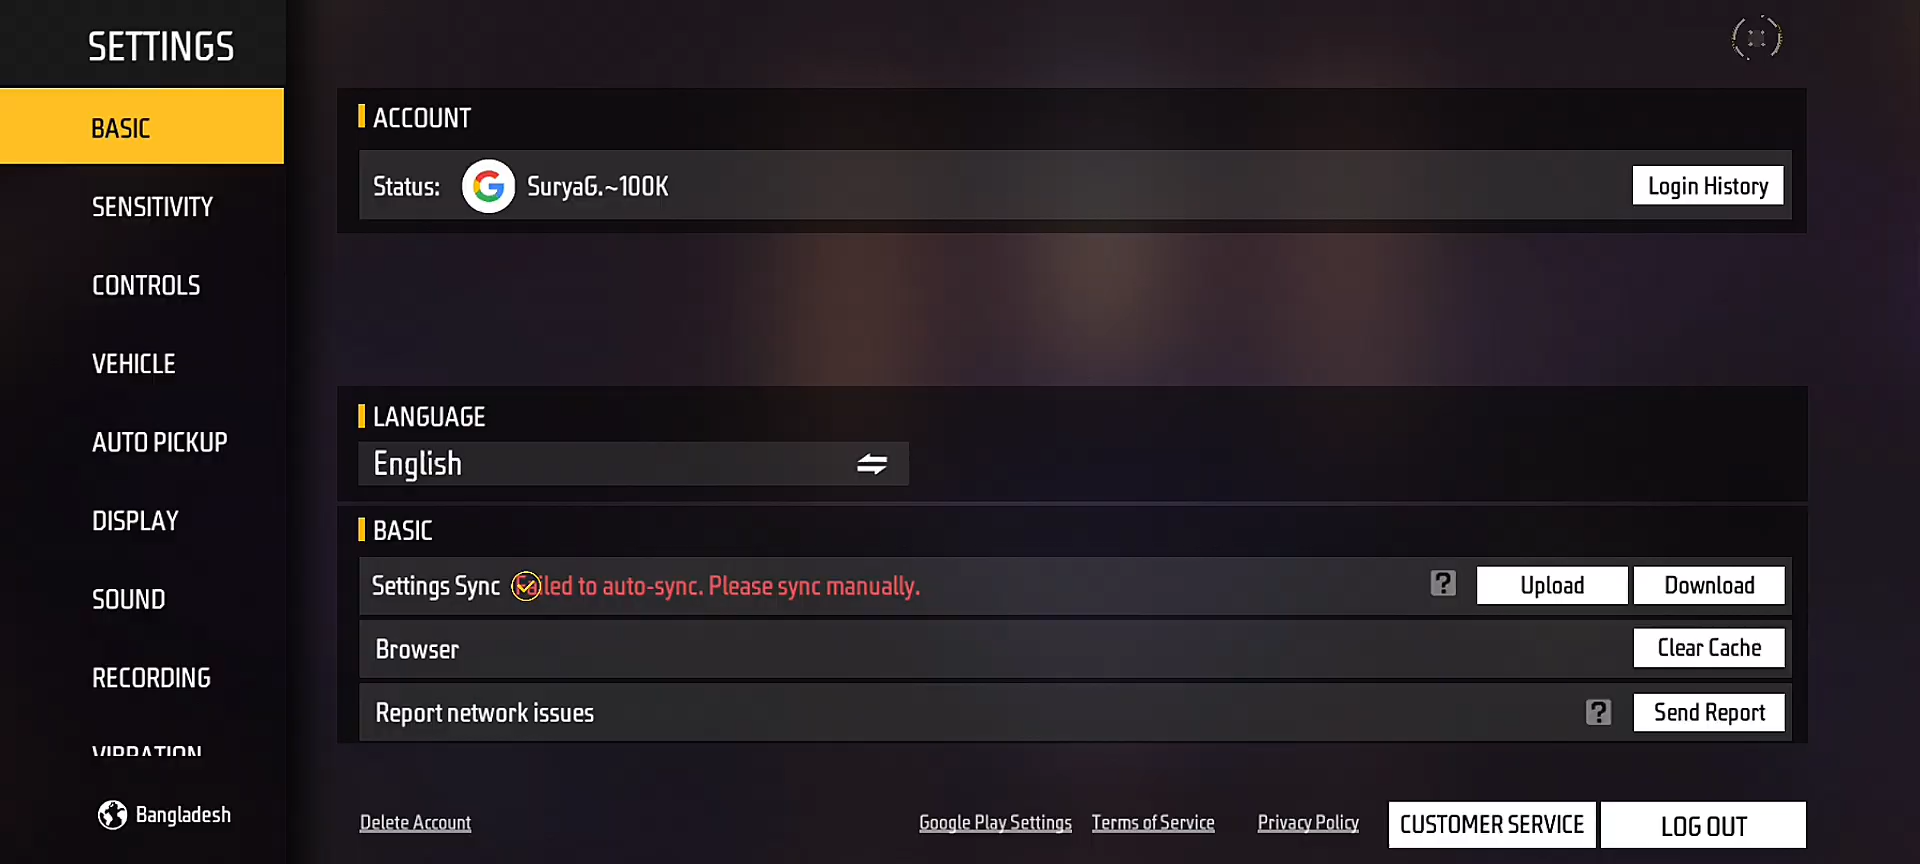 SETTINGS
BASIC
SENSITIVITY
CONTROLS
VEHICLE
AUTO PICKUP
DISPLAY
SOUND
RECORDING
VIBRATION
Bangladesh
ACCOUNT
Status: SuryaG.~100K Login History
LANGUAGE
English
BASIC
Settings Sync Failed to auto-sync. Please sync manually. ? Upload Download
Browser Clear Cache
Report network issues ? Send Report
Delete Account Google Play Settings Terms of Service Privacy Policy CUSTOMER SERVICE LOG OUT